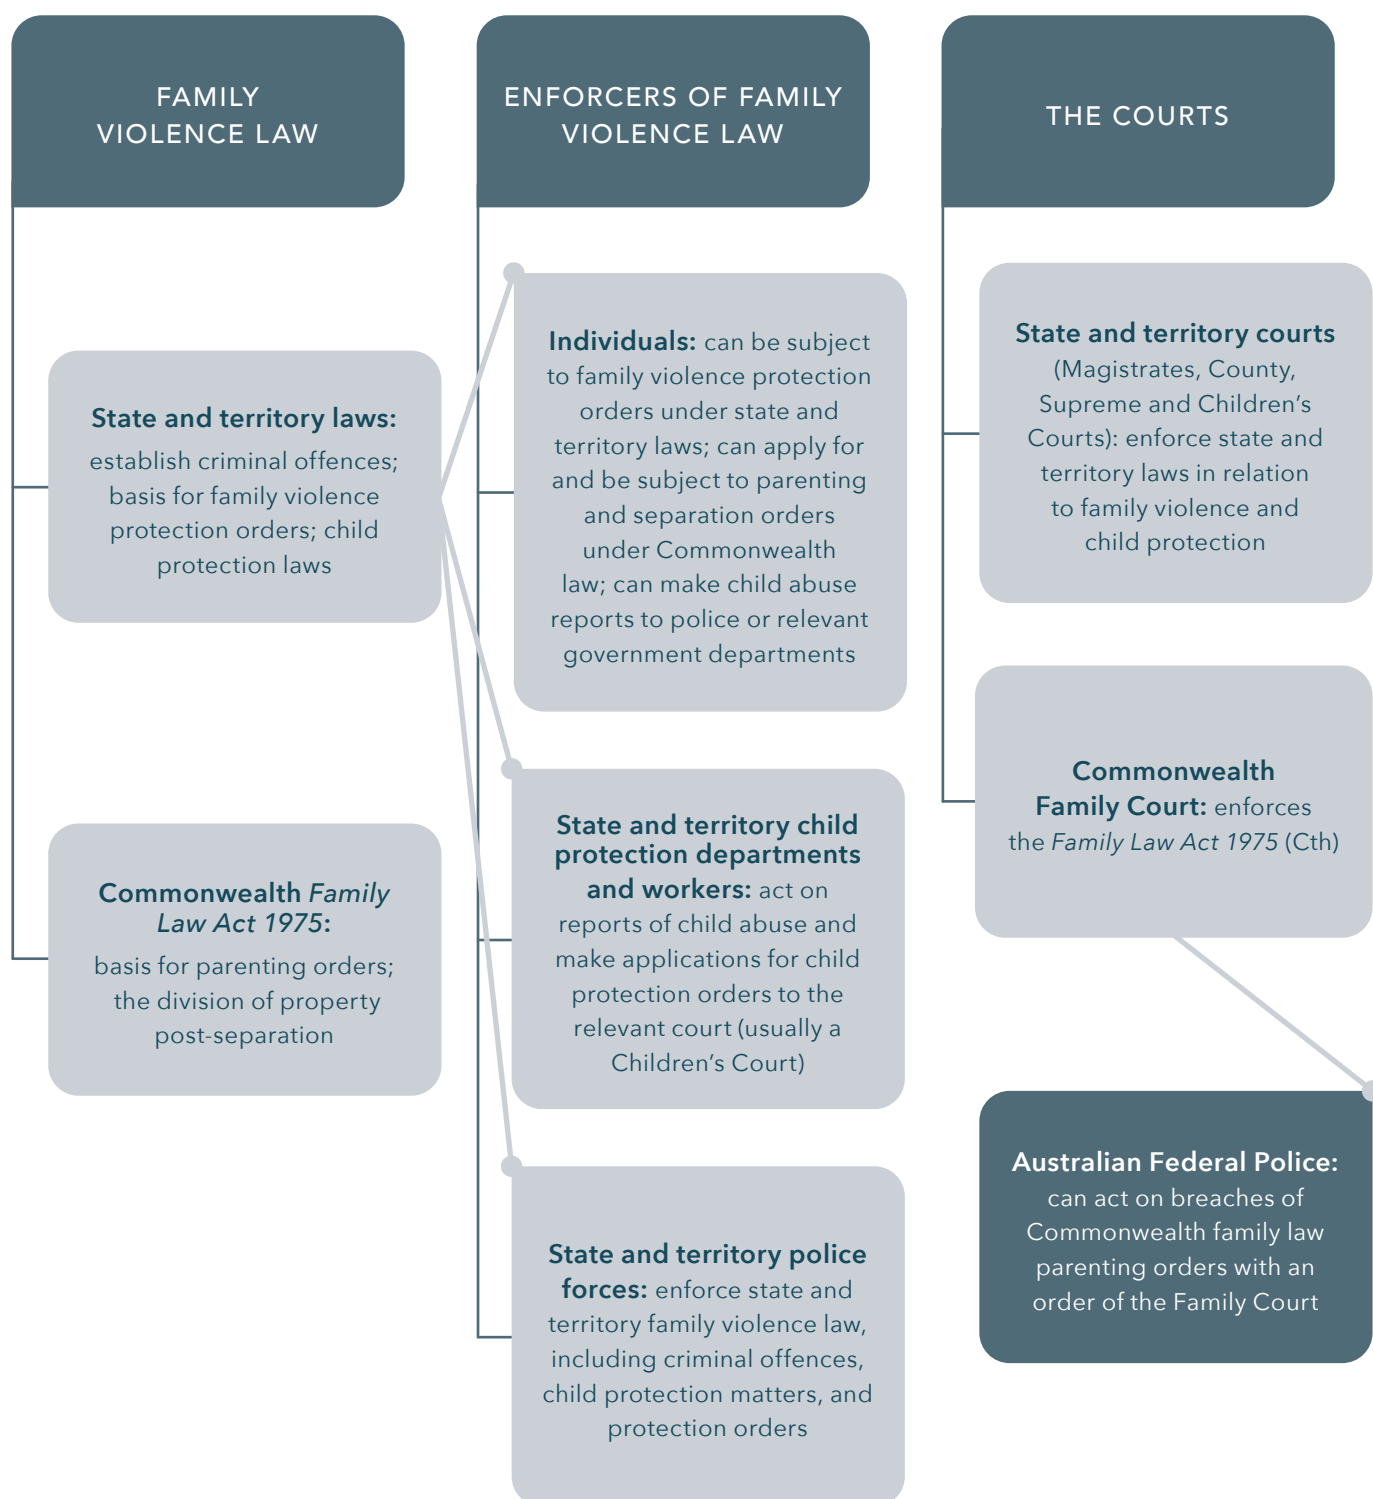 FAMILY
VIOLENCE LAW
State and territory laws:
establish criminal offences;
basis for family violence
protection orders; child
protection laws
Commonwealth Family
Law Act 1975:
basis for parenting orders;
the division of property
post-separation
ENFORCERS OF FAMILY
VIOLENCE LAW
Individuals: can be subject
to family violence protection
orders under state and
territory laws; can apply for
and be subject to parenting
and separation orders
under Commonwealth
law; can make child abuse
reports to police or relevant
government departments
State and territory child
protection departments
and workers: act on
reports of child abuse and
make applications for child
protection orders to the
relevant court (usually a
Children’s Court)
State and territory police
forces: enforce state and
territory family violence law,
including criminal offences,
child protection matters, and
protection orders
THE COURTS
State and territory courts
(Magistrates, County,
Supreme and Children’s
Courts): enforce state and
territory laws in relation
to family violence and
child protection
Commonwealth
Family Court: enforces
the Family Law Act 1975 (Cth)
Australian Federal Police:
can act on breaches of
Commonwealth family law
parenting orders with an
order of the Family Court